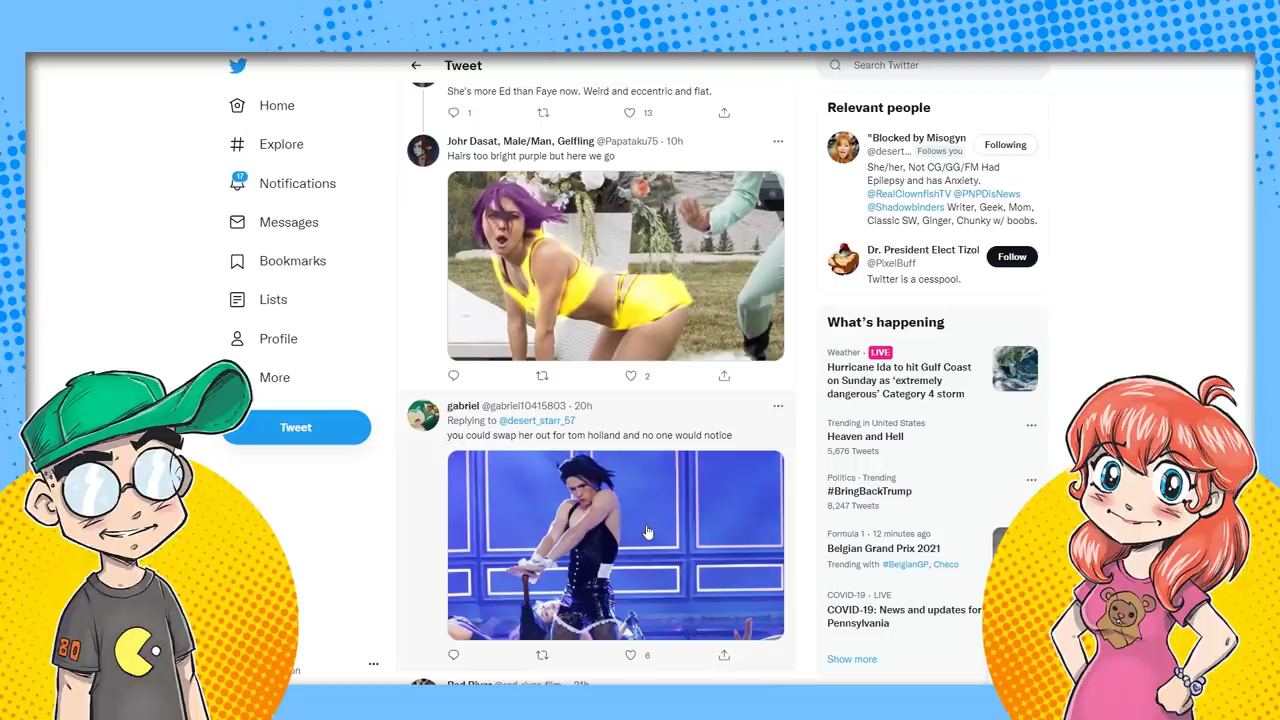 Home
Explore
17
Notifications
Messages
Bookmarks
Lists
Profile
More
Tweet
80
Tweet
She's more Ed than Faye now. Weird and eccentric and flat.
1
13
Johr Dasat, Male/Man, Gelfling @Papataku75 · 10h
Hairs too bright purple but here we go
2
gabriel @gabriel10415803 · 20h
Replying to @desert_starr_57
you could swap her out for tom holland and no one would notice
6
Search Twitter
Relevant people
"Blocked by Misogyn
@desert... Follows you
Following
She/her, Not CG/GG/FM Had
Epilepsy and has Anxiety.
@RealClownfishTV @PNPDisNews
@Shadowbinders Writer, Geek, Mom,
Classic SW, Ginger, Chunky w/ boobs.
Dr. President Elect Tizol
@PixelBuff
Follow
Twitter is a cesspool.
What's happening
Weather · LIVE
Hurricane Ida to hit Gulf Coast
on Sunday as 'extremely
dangerous' Category 4 storm
Trending in United States
Heaven and Hell
5,676 Tweets
Politics · Trending
#BringBackTrump
8,247 Tweets
Formula 1 · 12 minutes ago
Belgian Grand Prix 2021
Trending with #BelgianGP, Checo
COVID-19 · LIVE
COVID-19: News and updates for
Pennsylvania
Show more